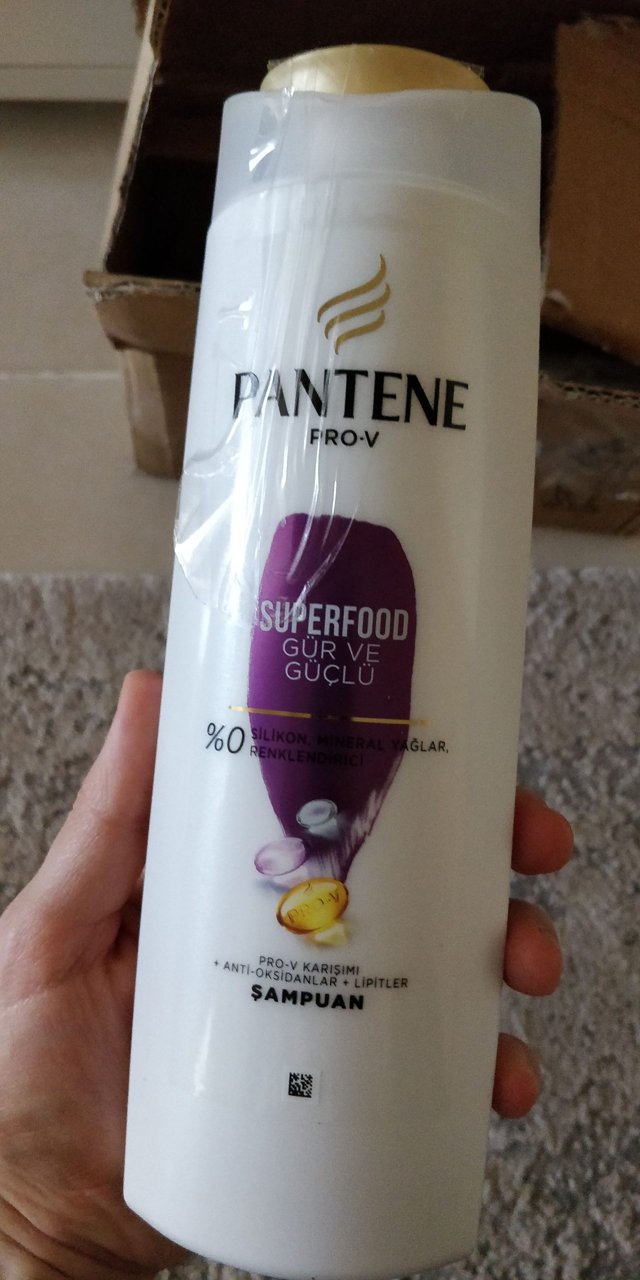 PANTENE
PRO-V
SUPERFOOD
GÜR VE
GÜÇLÜ
%0 SİLİKON, MİNERAL YAĞLAR,
RENKLENDİRİCİ
PRO-V KARIŞIMI
+ ANTİ-OKSİDANLAR + LİPİTLER
ŞAMPUAN